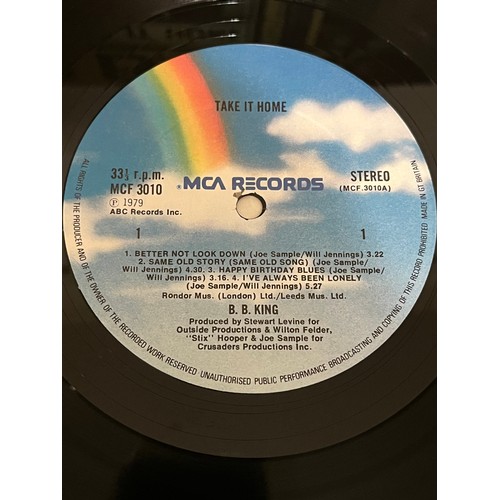 TAKE IT HOME
33⅓ r.p.m.
MCF 3010
℗ 1979
ABC Records Inc.
★MCA RECORDS
STEREO
(MCF.3010A)
1
1
1. BETTER NOT LOOK DOWN (Joe Sample/Will Jennings) 3.22
2. SAME OLD STORY (SAME OLD SONG) (Joe Sample/
Will Jennings) 4.30. 3. HAPPY BIRTHDAY BLUES (Joe Sample/
Will Jennings) 3.16. 4. I'VE ALWAYS BEEN LONELY
(Joe Sample/Will Jennings) 5.27
Rondor Mus. (London) Ltd./Leeds Mus. Ltd.
B. B. KING
Produced by Stewart Levine for
Outside Productions & Wilton Felder,
"Stix" Hooper & Joe Sample for
Crusaders Productions Inc.
ALL RIGHTS OF THE PRODUCER AND OF THE OWNER OF THE RECORDED WORK RESERVED UNAUTHORISED PUBLIC PERFORMANCE BROADCASTING AND COPYING OF THIS RECORD PROHIBITED MADE IN GT BRITAIN